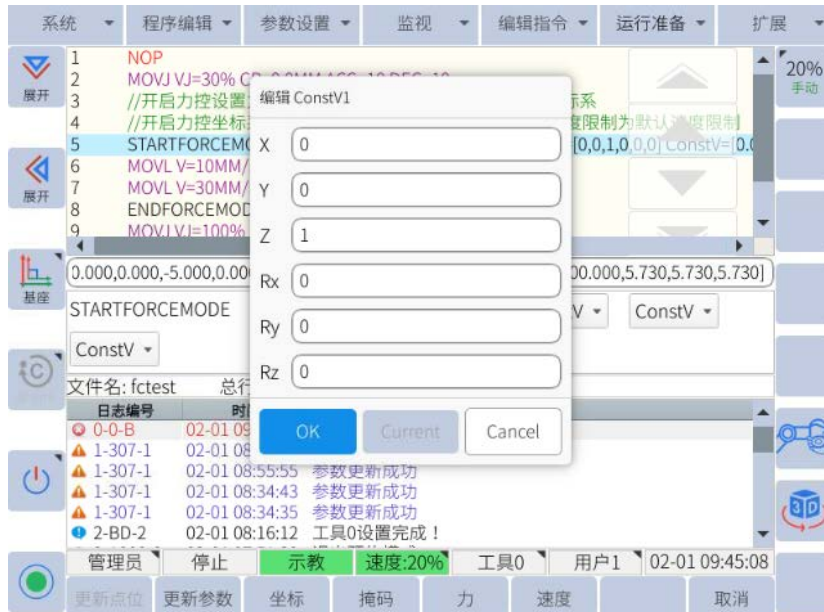 系统 程序编辑 参数设置 监视 编辑指令 运行准备 扩展
展开
展开
基座
1 NOP
2 MOVJ VJ=30%
3 //开启力控设置
4 //开启力控坐标 度限制为默认 度限制
5 STARTFORCEM [0,0,1,0,0,0] ConstV=[0.0
6 MOVL V=10MM/
7 MOVL V=30MM/
8 ENDFORCEMOD
9 MOVJ VJ=100%
20%
手动
编辑 ConstV1
X 0
Y 0
Z 1
Rx 0
Ry 0
Rz 0
OK Current Cancel
0.000,0.000,-5.000,0.00 00.000,5.730,5.730,5.730]
STARTFORCEMODE V ConstV
ConstV
文件名: fctest 总行
日志编号 时
0-0-B 02-01 09
1-307-1 02-01 08
1-307-1 02-01 08:55:55 参数更新成功
1-307-1 02-01 08:34:43 参数更新成功
1-307-1 02-01 08:34:35 参数更新成功
2-BD-2 02-01 08:16:12 工具0设置完成！
3D
管理员 停止 示教 速度:20% 工具0 用户1 02-01 09:45:08
更新点位 更新参数 坐标 掩码 力 速度 取消